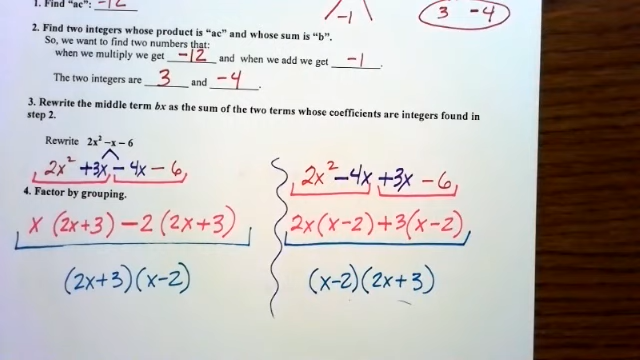 1. Find "ac": -12
-1
3 -4
2. Find two integers whose product is "ac" and whose sum is "b".
So, we want to find two numbers that:
when we multiply we get -12 and when we add we get -1.
The two integers are 3 and -4.
3. Rewrite the middle term bx as the sum of the two terms whose coefficients are integers found in
step 2.
Rewrite 2x² – x – 6
2x² +3x – 4x – 6
2x² –4x +3x – 6
4. Factor by grouping.
x (2x+3) – 2 (2x+3)
2x(x–2) + 3(x–2)
(2x+3)(x–2)
(x–2)(2x+3)